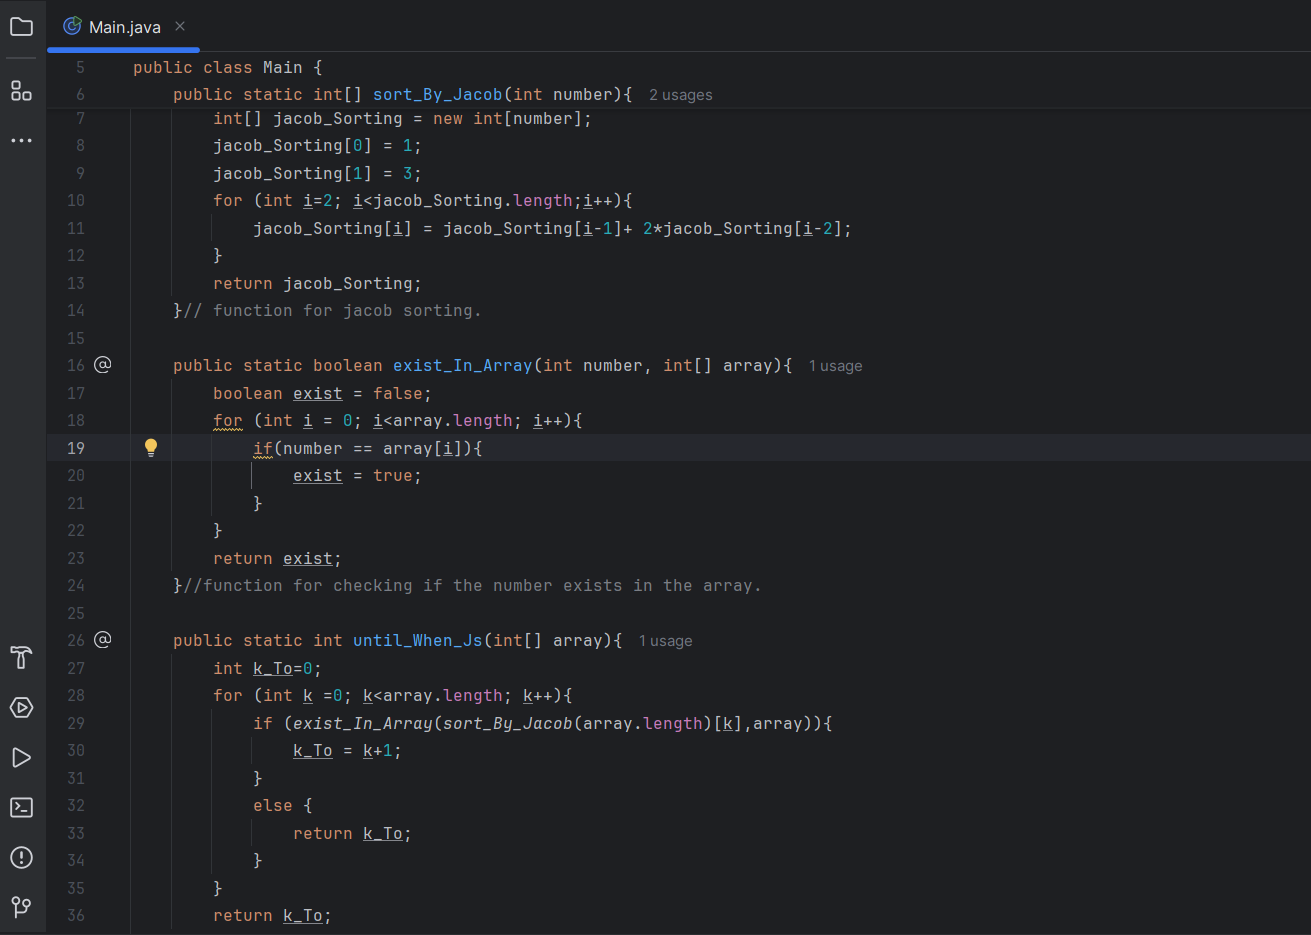 Main.java
5 public class Main {
6 public static int[] sort_By_Jacob(int number){ 2 usages
7 int[] jacob_Sorting = new int[number];
8 jacob_Sorting[0] = 1;
9 jacob_Sorting[1] = 3;
10 for (int i=2; i<jacob_Sorting.length;i++){
11 jacob_Sorting[i] = jacob_Sorting[i-1]+ 2*jacob_Sorting[i-2];
12 }
13 return jacob_Sorting;
14 }// function for jacob sorting.
15
16 @ public static boolean exist_In_Array(int number, int[] array){ 1 usage
17 boolean exist = false;
18 for (int i = 0; i<array.length; i++){
19 if(number == array[i]){
20 exist = true;
21 }
22 }
23 return exist;
24 }//function for checking if the number exists in the array.
25
26 @ public static int until_When_Js(int[] array){ 1 usage
27 int k_To=0;
28 for (int k =0; k<array.length; k++){
29 if (exist_In_Array(sort_By_Jacob(array.length)[k],array)){
30 k_To = k+1;
31 }
32 else {
33 return k_To;
34 }
35 }
36 return k_To;